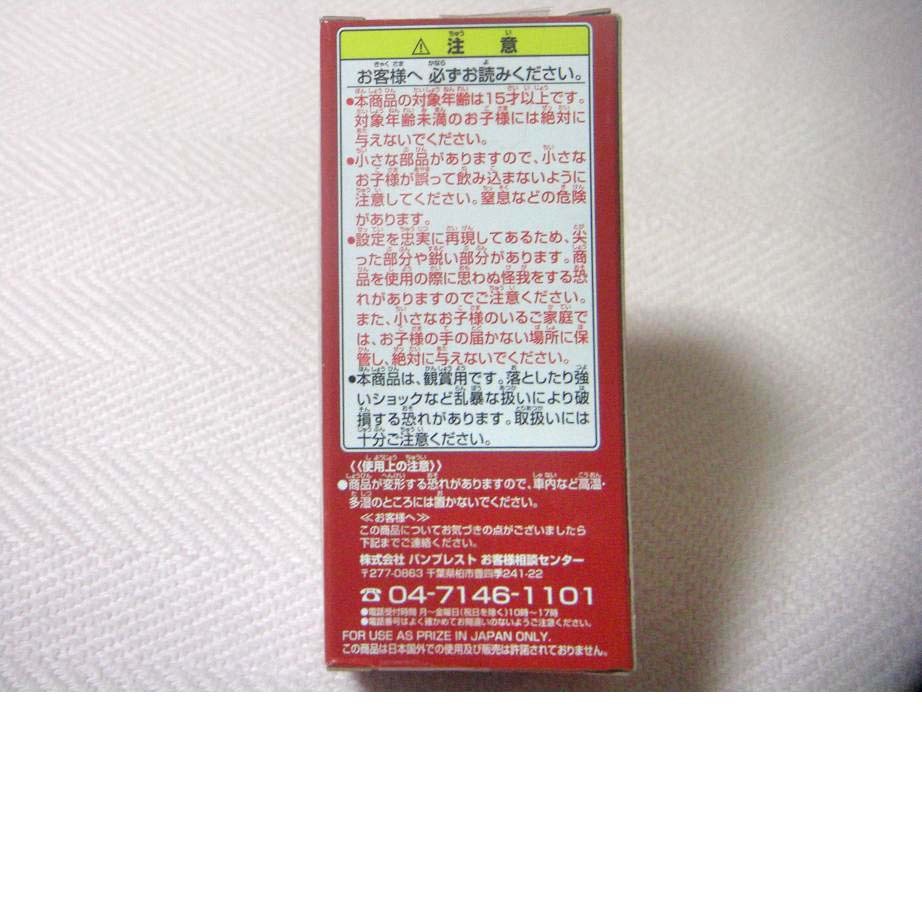 ⚠ 注意
お客様へ 必ずお読みください。
●本商品の対象年齢は15才以上です。
対象年齢未満のお子様には絶対に
与えないでください。
●小さな部品がありますので、小さな
お子様が誤って飲み込まないように
注意してください。窒息などの危険
があります。
●設定を忠実に再現してあるため、尖
った部分や鋭い部分があります。商
品を使用の際に思わぬ怪我をする恐
れがありますのでご注意ください。
また、小さなお子様のいるご家庭で
は、お子様の手の届かない場所に保
管し、絶対に与えないでください。
●本商品は、観賞用です。落としたり強
いショックなど乱暴な扱いにより破
損する恐れがあります。取扱いには
十分ご注意ください。
《使用上の注意》
●商品が変形する恐れがありますので、車内など高温・
多湿のところには置かないでください。
≪お客様へ≫
この商品についてお気づきの点がございましたら
下記までご連絡ください。
株式会社 バンプレスト お客様相談センター
〒277-0863 千葉県柏市豊四季241-22
☎ 04-7146-1101
●電話受付時間 月〜金曜日(祝日を除く)10時〜17時
●電話番号はよく確かめてお間違いのないようご注意ください。
FOR USE AS PRIZE IN JAPAN ONLY.
この商品は日本国外での使用及び販売は許諾されておりません。